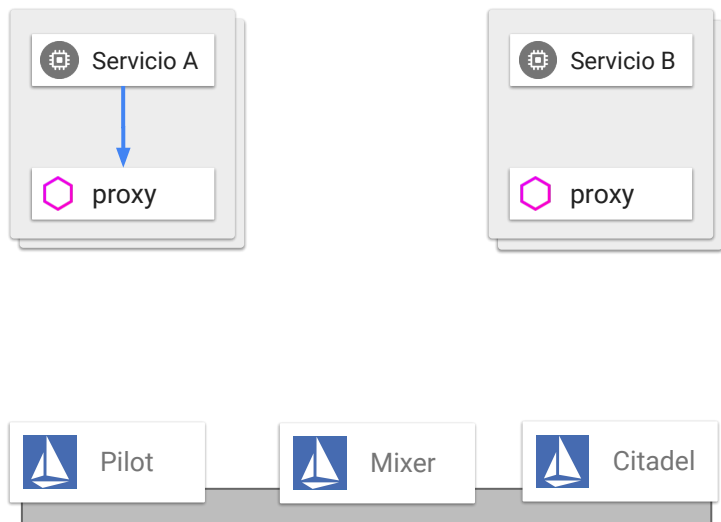 Servicio A
Servicio B
proxy
proxy
Pilot
Mixer
Citadel